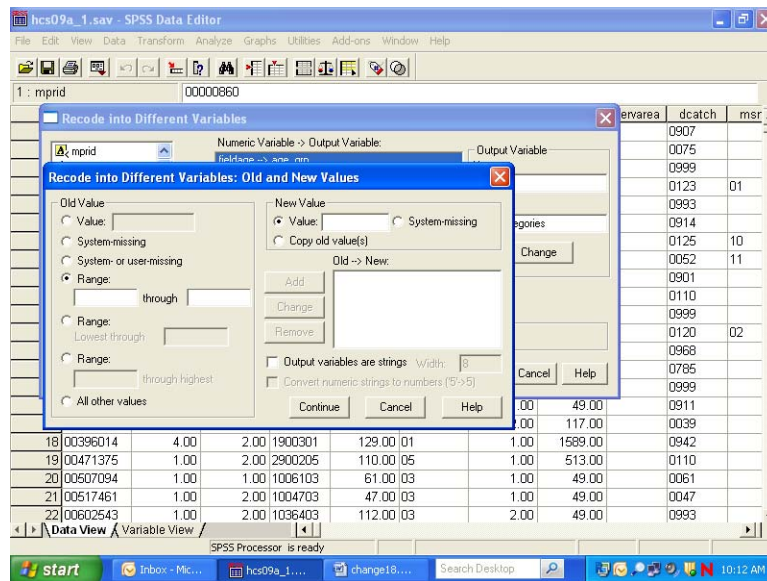 hcs09a_1.sav - SPSS Data Editor
File Edit View Data Transform Analyze Graphs Utilities Add-ons Window Help
1 : mprid 00000860
ervarea dcatch msr
Recode into Different Variables
mprid
Numeric Variable -> Output Variable:
fieldage --> age_grp
Output Variable
egories
Change
Cancel Help
Recode into Different Variables: Old and New Values
Old Value
Value:
System-missing
System- or user-missing
Range:
through
Range:
Lowest through
Range:
through highest
All other values
New Value
Value: System-missing
Copy old value(s)
Old --> New:
Add
Change
Remove
Output variables are strings Width: 8
Convert numeric strings to numbers ('5'->5)
Continue Cancel Help
0907
0075
0999
0123 01
0993
0914
0125 10
0052 11
0901
0110
0999
0120 02
0968
0785
0999
.00 49.00 0911
.00 117.00 0039
18 00396014 4.00 2.00 1900301 129.00 01 1.00 1589.00 0942
19 00471375 1.00 2.00 2900205 110.00 05 1.00 513.00 0110
20 00507094 1.00 1.00 1006103 61.00 03 1.00 49.00 0061
21 00517461 1.00 2.00 1004703 47.00 03 1.00 49.00 0047
22 00602543 1.00 2.00 1036403 112.00 03 2.00 49.00 0993
Data View Variable View
SPSS Processor is ready
start Inbox - Mic... hcs09a_1.... change18.... Search Desktop 10:12 AM